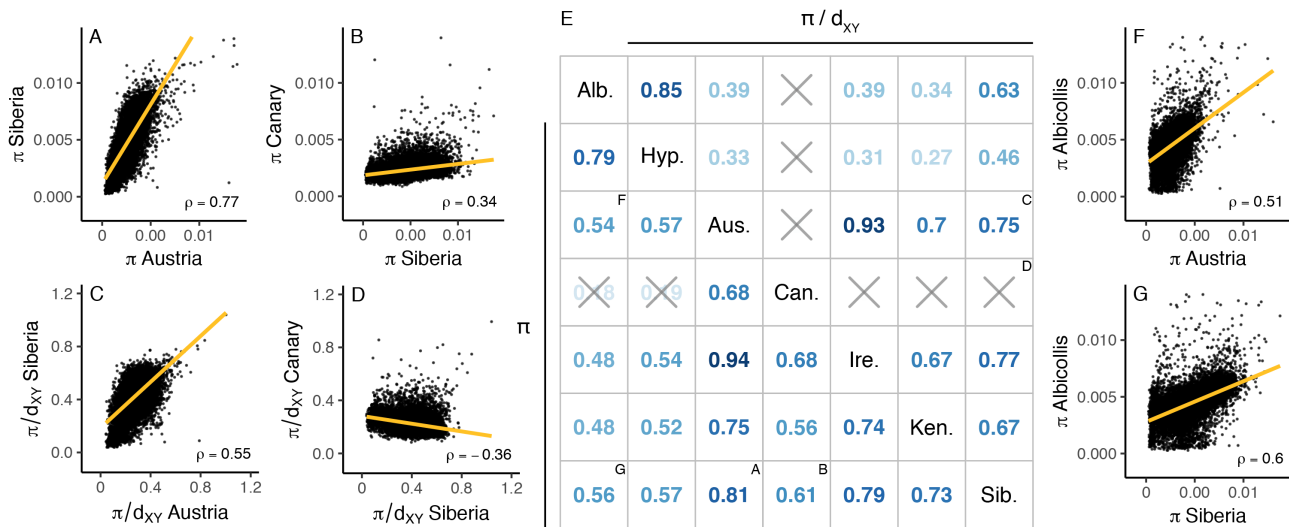 A
π Siberia
0.010
0.005
0.000
0
0.00
0.01
ρ = 0.77
π Austria
B
π Canary
0.010
0.005
0.000
0
0.00
0.01
ρ = 0.34
π Siberia
C
π/dXY Siberia
1.2
0.8
0.4
0.0
0
0.4
0.8
1.2
ρ = 0.55
π/dXY Austria
D
π/dXY Canary
1.2
0.8
0.4
0.0
0
0.4
0.8
1.2
ρ = − 0.36
π/dXY Siberia
E
π / dXY
π
Alb. 0.85 0.39 0.39 0.34 0.63
0.79 Hyp. 0.33 0.31 0.27 0.46
F C
0.54 0.57 Aus. 0.93 0.7 0.75
D
0.68 Can.
0.48 0.54 0.94 0.68 Ire. 0.67 0.77
0.48 0.52 0.75 0.56 0.74 Ken. 0.67
G A B
0.56 0.57 0.81 0.61 0.79 0.73 Sib.
F
π Albicollis
0.010
0.005
0.000
0
0.00
0.01
ρ = 0.51
π Austria
G
π Albicollis
0.010
0.005
0.000
0
0.00
0.01
ρ = 0.6
π Siberia